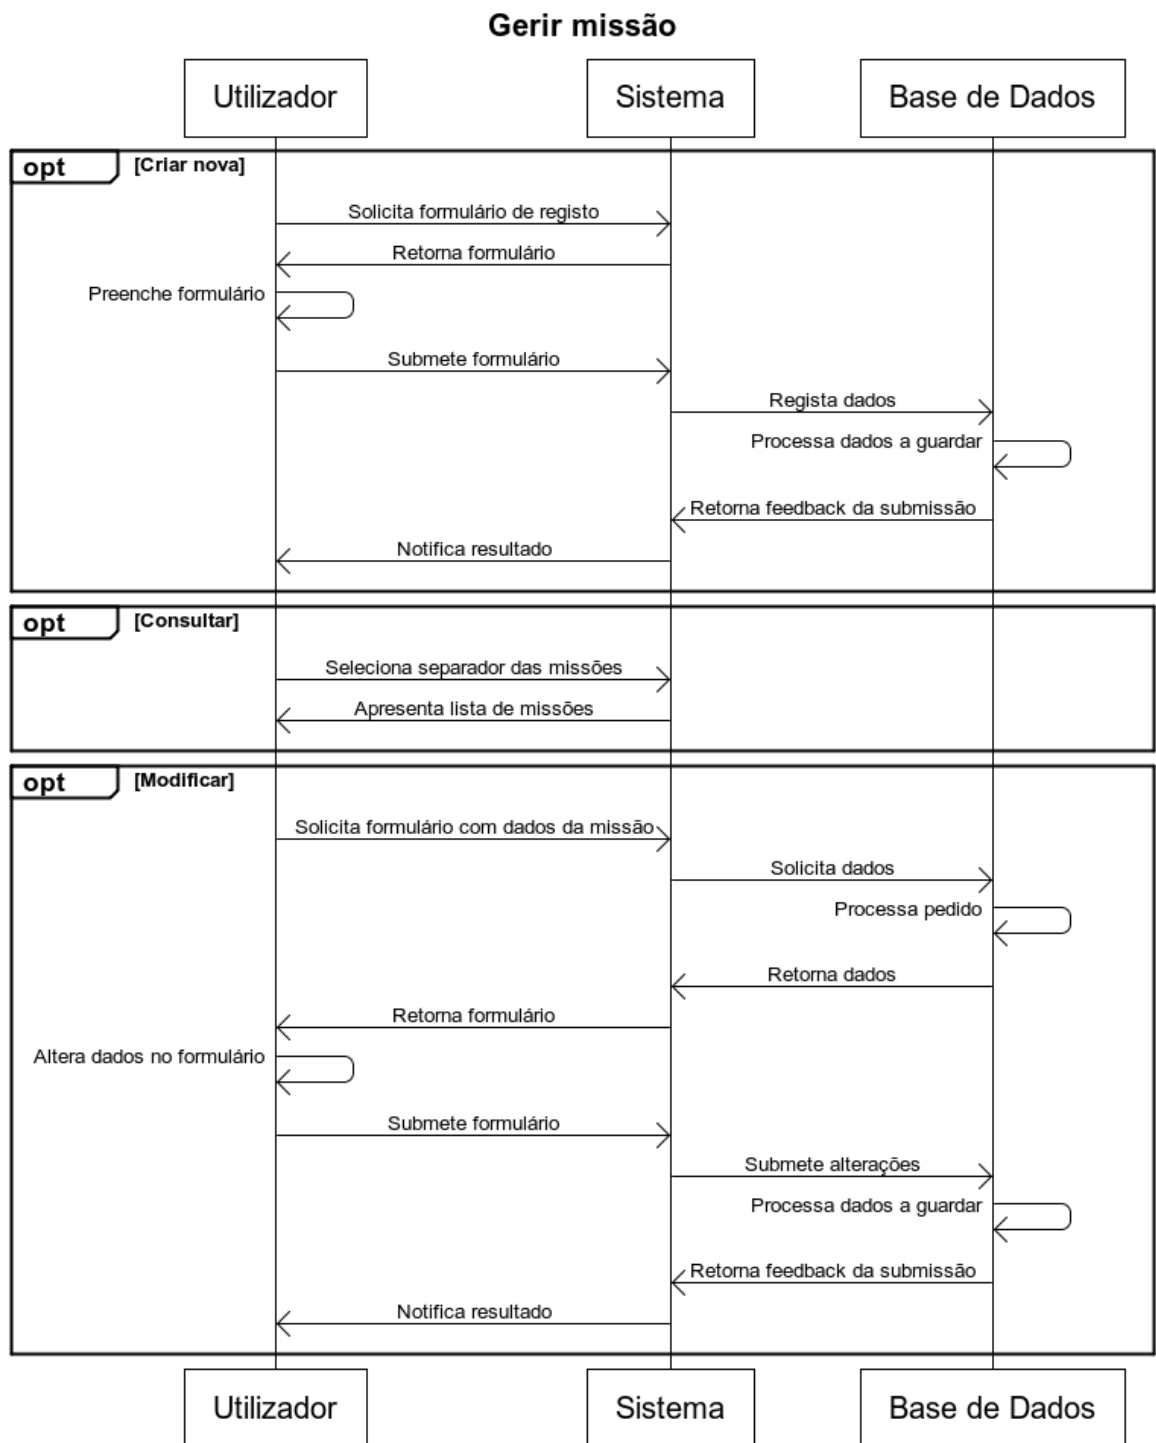 Gerir missão
Utilizador
Sistema
Base de Dados
opt [Criar nova]
Solicita formulário de registo
Retorna formulário
Preenche formulário
Submete formulário
Regista dados
Processa dados a guardar
Retorna feedback da submissão
Notifica resultado
opt [Consultar]
Seleciona separador das missões
Apresenta lista de missões
opt [Modificar]
Solicita formulário com dados da missão
Solicita dados
Processa pedido
Retorna dados
Retorna formulário
Altera dados no formulário
Submete formulário
Submete alterações
Processa dados a guardar
Retorna feedback da submissão
Notifica resultado
Utilizador
Sistema
Base de Dados